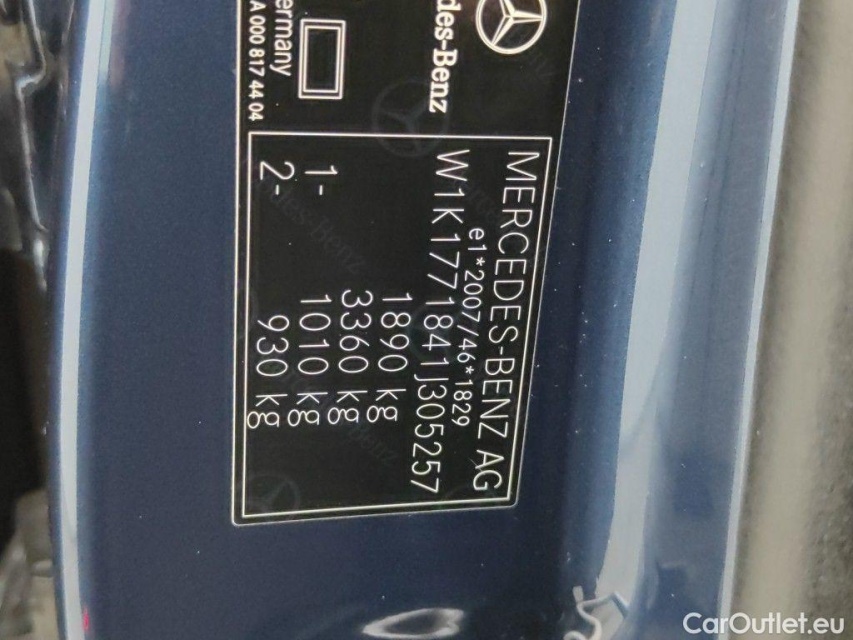 des-Benz
ermany
A 000 817 44 04
MERCEDES-BENZ AG
e1*2007/46*1829
W1K1771841J305257
1890 kg
3360 kg
1- 1010 kg
2- 930 kg
CarOutlet.eu